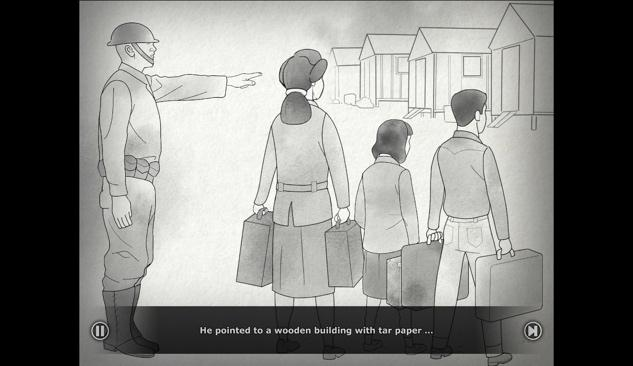 He pointed to a wooden building with tar paper ...